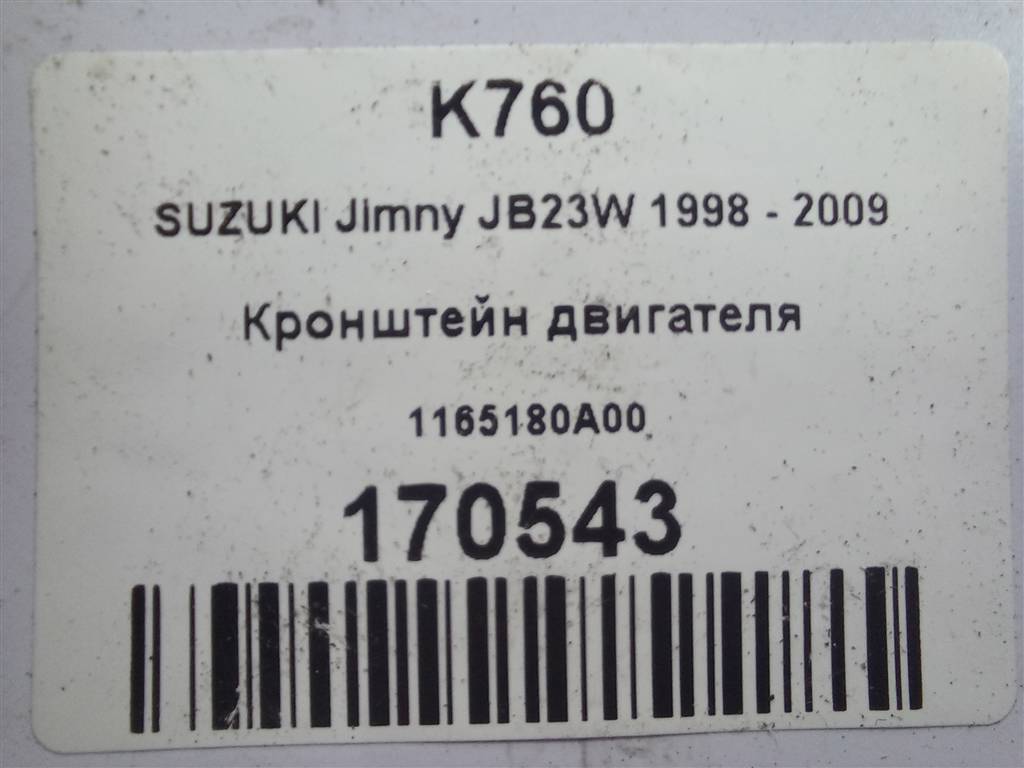 K760
SUZUKI Jimny JB23W 1998 - 2009
Кронштейн двигателя
1165180A00
170543